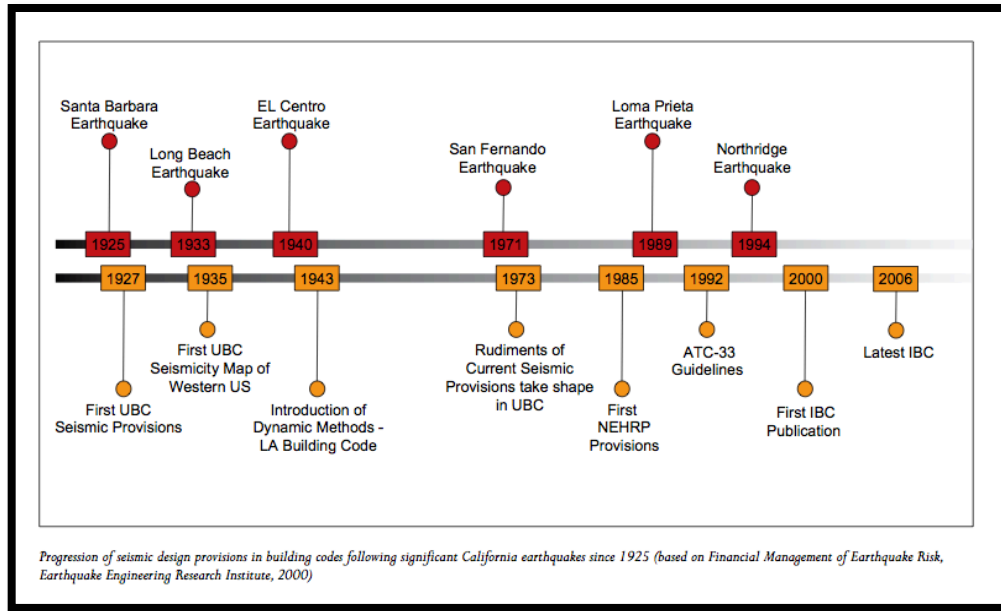 Santa Barbara
Earthquake
Long Beach
Earthquake
EL Centro
Earthquake
San Fernando
Earthquake
Loma Prieta
Earthquake
Northridge
Earthquake
1925
1933
1940
1971
1989
1994
1927
1935
1943
1973
1985
1992
2000
2006
First UBC
Seismic Provisions
First UBC
Seismicity Map of
Western US
Introduction of
Dynamic Methods -
LA Building Code
Rudiments of
Current Seismic
Provisions take shape
in UBC
First
NEHRP
Provisions
ATC-33
Guidelines
First IBC
Publication
Latest IBC
Progression of seismic design provisions in building codes following significant California earthquakes since 1925 (based on Financial Management of Earthquake Risk,
Earthquake Engineering Research Institute, 2000)